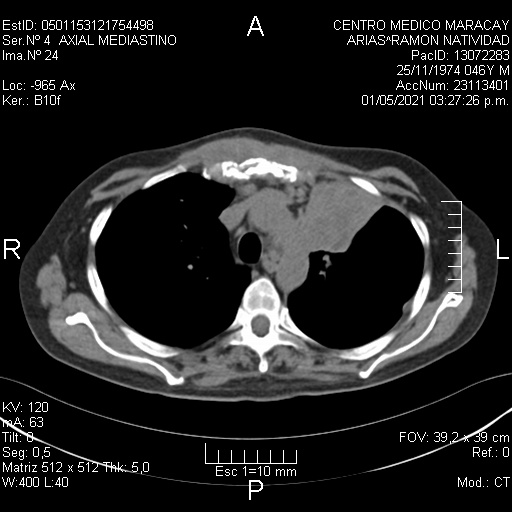 EstID: 0501153121754498
Ser.Nº 4 AXIAL MEDIASTINO
Ima.Nº 24
Loc: -965 Ax
Ker.: B10f
A
CENTRO MEDICO MARACAY
ARIAS^RAMON NATIVIDAD
PacID: 13072283
25/11/1974 046Y M
AccNum: 23113401
01/05/2021 03:27:26 p.m.
R
L
KV: 120
mA: 63
Tilt: 0
Seg: 0,5
Matriz 512 x 512 Thk: 5,0
W:400 L:40
Esc 1=10 mm
P
FOV: 39,2 x 39 cm
Ref.: 0
Mod.: CT